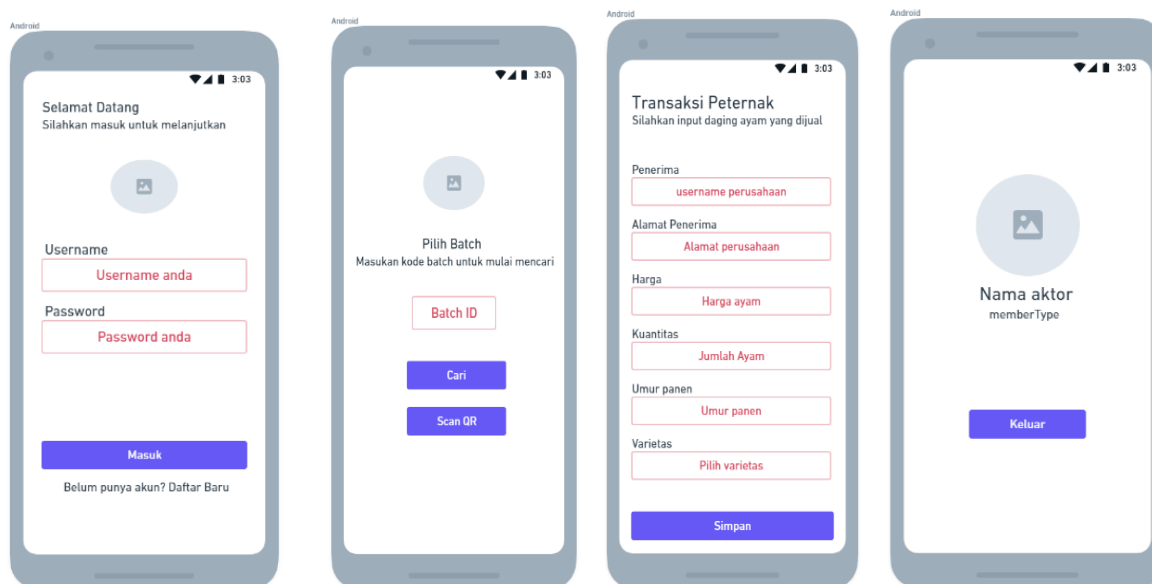 Android
3:03
Selamat Datang
Silahkan masuk untuk melanjutkan
Username
Username anda
Password
Password anda
Masuk
Belum punya akun? Daftar Baru
Android
3:03
Pilih Batch
Masukan kode batch untuk mulai mencari
Batch ID
Cari
Scan QR
Android
3:03
Transaksi Peternak
Silahkan input daging ayam yang dijual
Penerima
username perusahaan
Alamat Penerima
Alamat perusahaan
Harga
Harga ayam
Kuantitas
Jumlah Ayam
Umur panen
Umur panen
Varietas
Pilih varietas
Simpan
Android
3:03
Nama aktor
memberType
Keluar